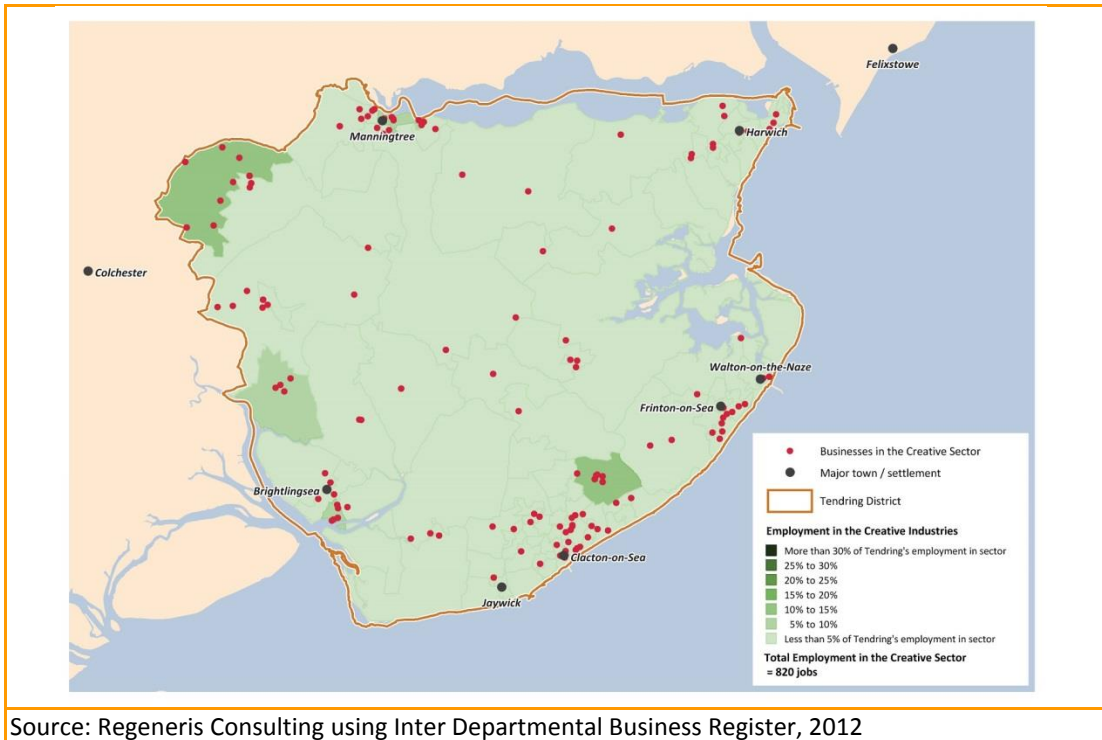 Felixstowe
Manningtree
Harwich
Colchester
Walton-on-the-Naze
Frinton-on-Sea
Brightlingsea
Clacton-on-Sea
Jaywick
Businesses in the Creative Sector
Major town / settlement
Tendring District
Employment in the Creative Industries
More than 30% of Tendring's employment in sector
25% to 30%
20% to 25%
15% to 20%
10% to 15%
5% to 10%
Less than 5% of Tendring's employment in sector
Total Employment in the Creative Sector
= 820 jobs
Source: Regeneris Consulting using Inter Departmental Business Register, 2012